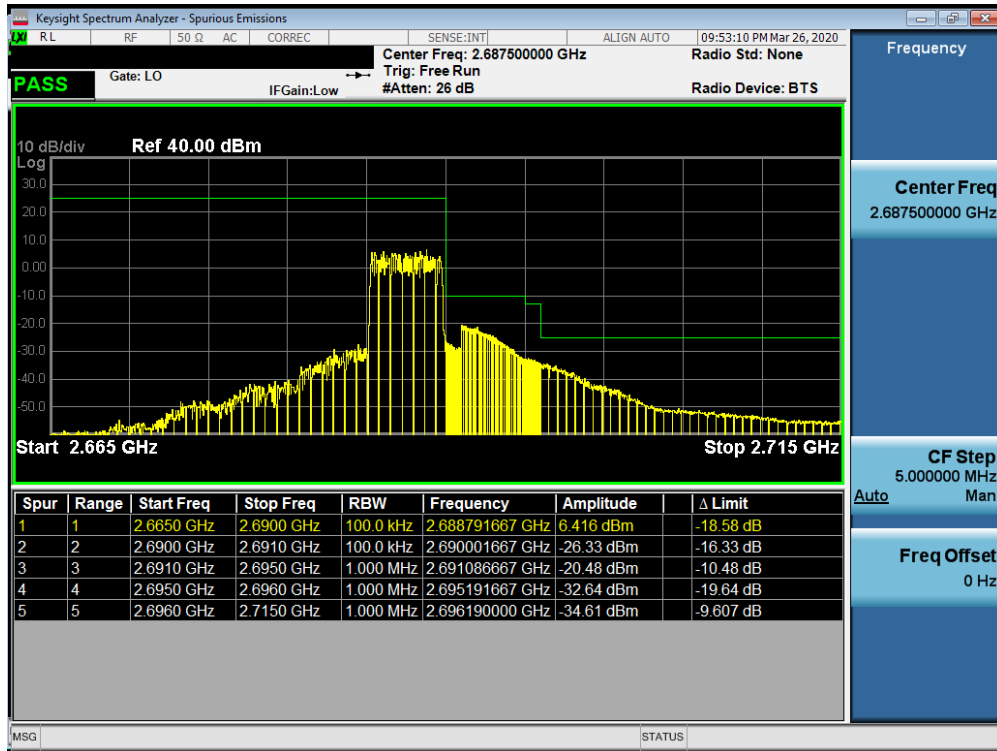 Keysight Spectrum Analyzer - Spurious Emissions
LXI RL RF 50 Ω AC CORREC SENSE:INT ALIGN AUTO 09:53:10 PM Mar 26, 2020
Center Freq: 2.687500000 GHz Radio Std: None
Gate: LO Trig: Free Run
PASS IFGain:Low #Atten: 26 dB Radio Device: BTS
10 dB/div Ref 40.00 dBm
Log
30.0
20.0
10.0
0.00
-10.0
-20.0
-30.0
-40.0
-50.0
Start 2.665 GHz Stop 2.715 GHz
Spur Range Start Freq Stop Freq RBW Frequency Amplitude Δ Limit
1 1 2.6650 GHz 2.6900 GHz 100.0 kHz 2.688791667 GHz 6.416 dBm -18.58 dB
2 2 2.6900 GHz 2.6910 GHz 100.0 kHz 2.690001667 GHz -26.33 dBm -16.33 dB
3 3 2.6910 GHz 2.6950 GHz 1.000 MHz 2.691086667 GHz -20.48 dBm -10.48 dB
4 4 2.6950 GHz 2.6960 GHz 1.000 MHz 2.695191667 GHz -32.64 dBm -19.64 dB
5 5 2.6960 GHz 2.7150 GHz 1.000 MHz 2.696190000 GHz -34.61 dBm -9.607 dB
Frequency
Center Freq
2.687500000 GHz
CF Step
5.000000 MHz
Auto Man
Freq Offset
0 Hz
MSG STATUS